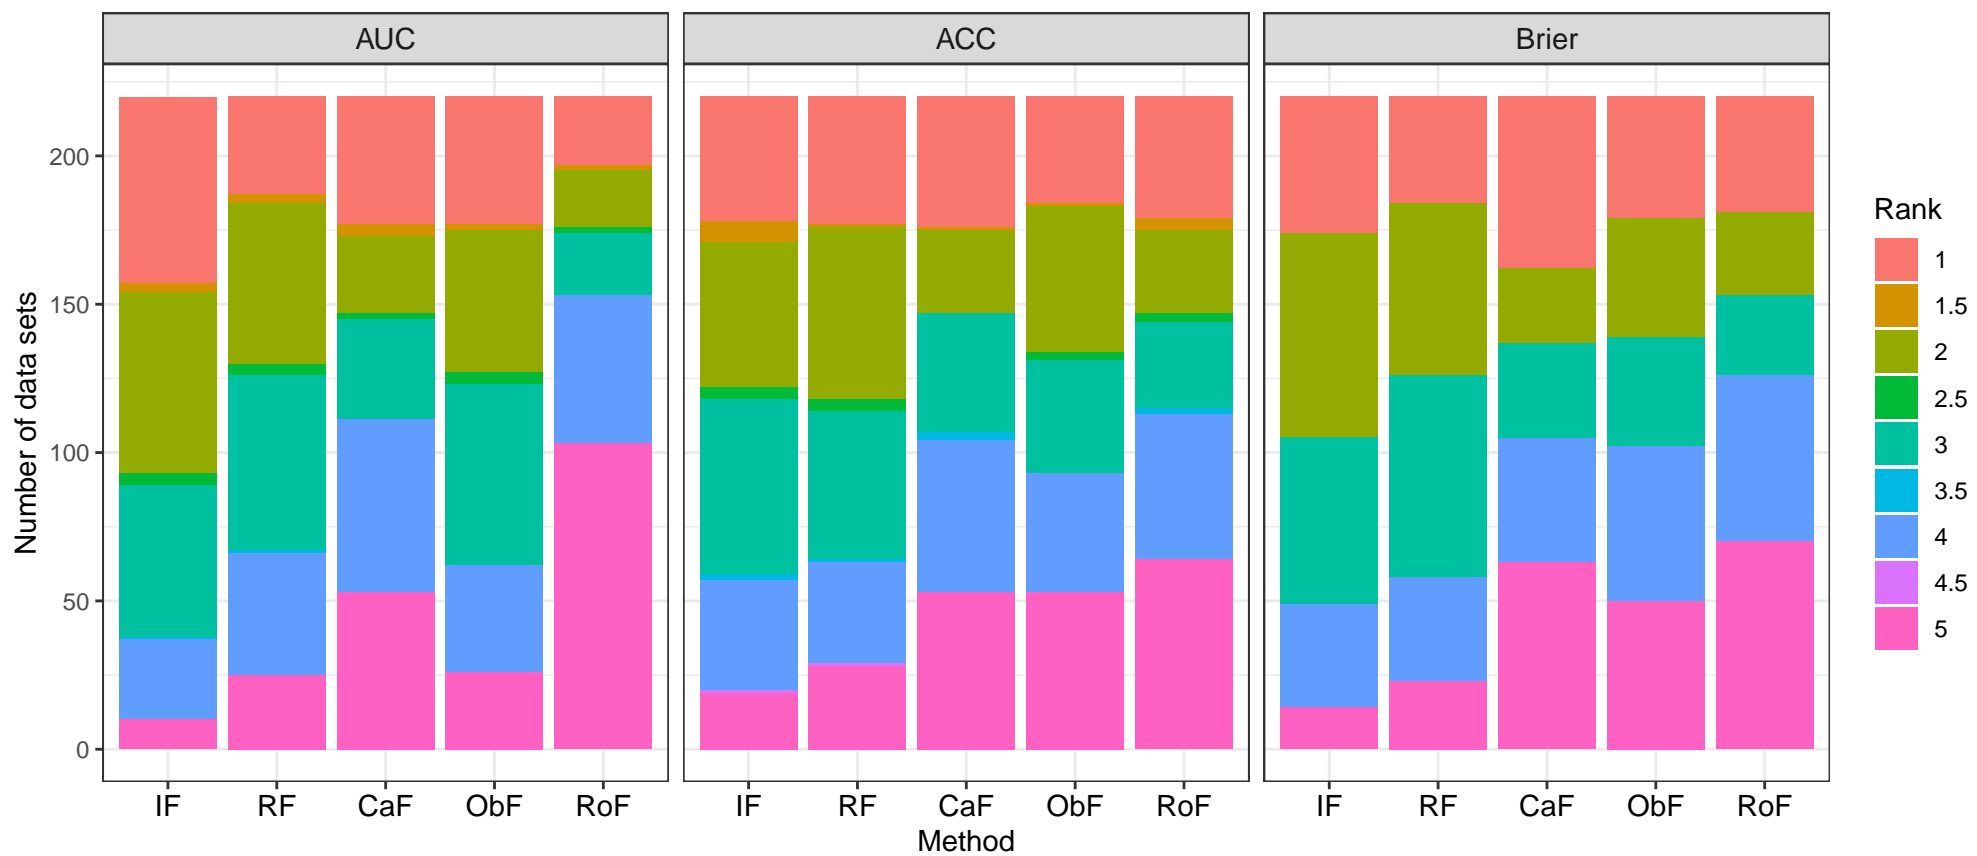 AUC
ACC
Brier
Number of data sets
200
150
100
50
0
IF RF CaF ObF RoF
IF RF CaF ObF RoF
IF RF CaF ObF RoF
Method
Rank
1
1.5
2
2.5
3
3.5
4
4.5
5